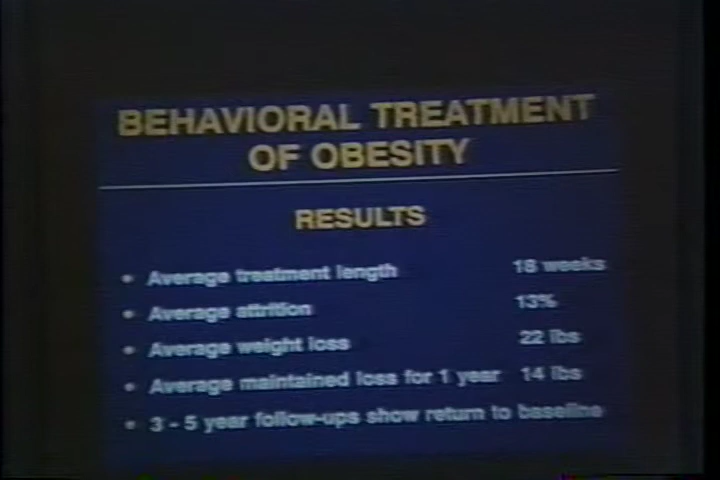 BEHAVIORAL TREATMENT
OF OBESITY
RESULTS
• Average treatment length 18 weeks
• Average attrition 13%
• Average weight loss 22 lbs
• Average maintained loss for 1 year 14 lbs
• 3 - 5 year follow-ups show return to baseline